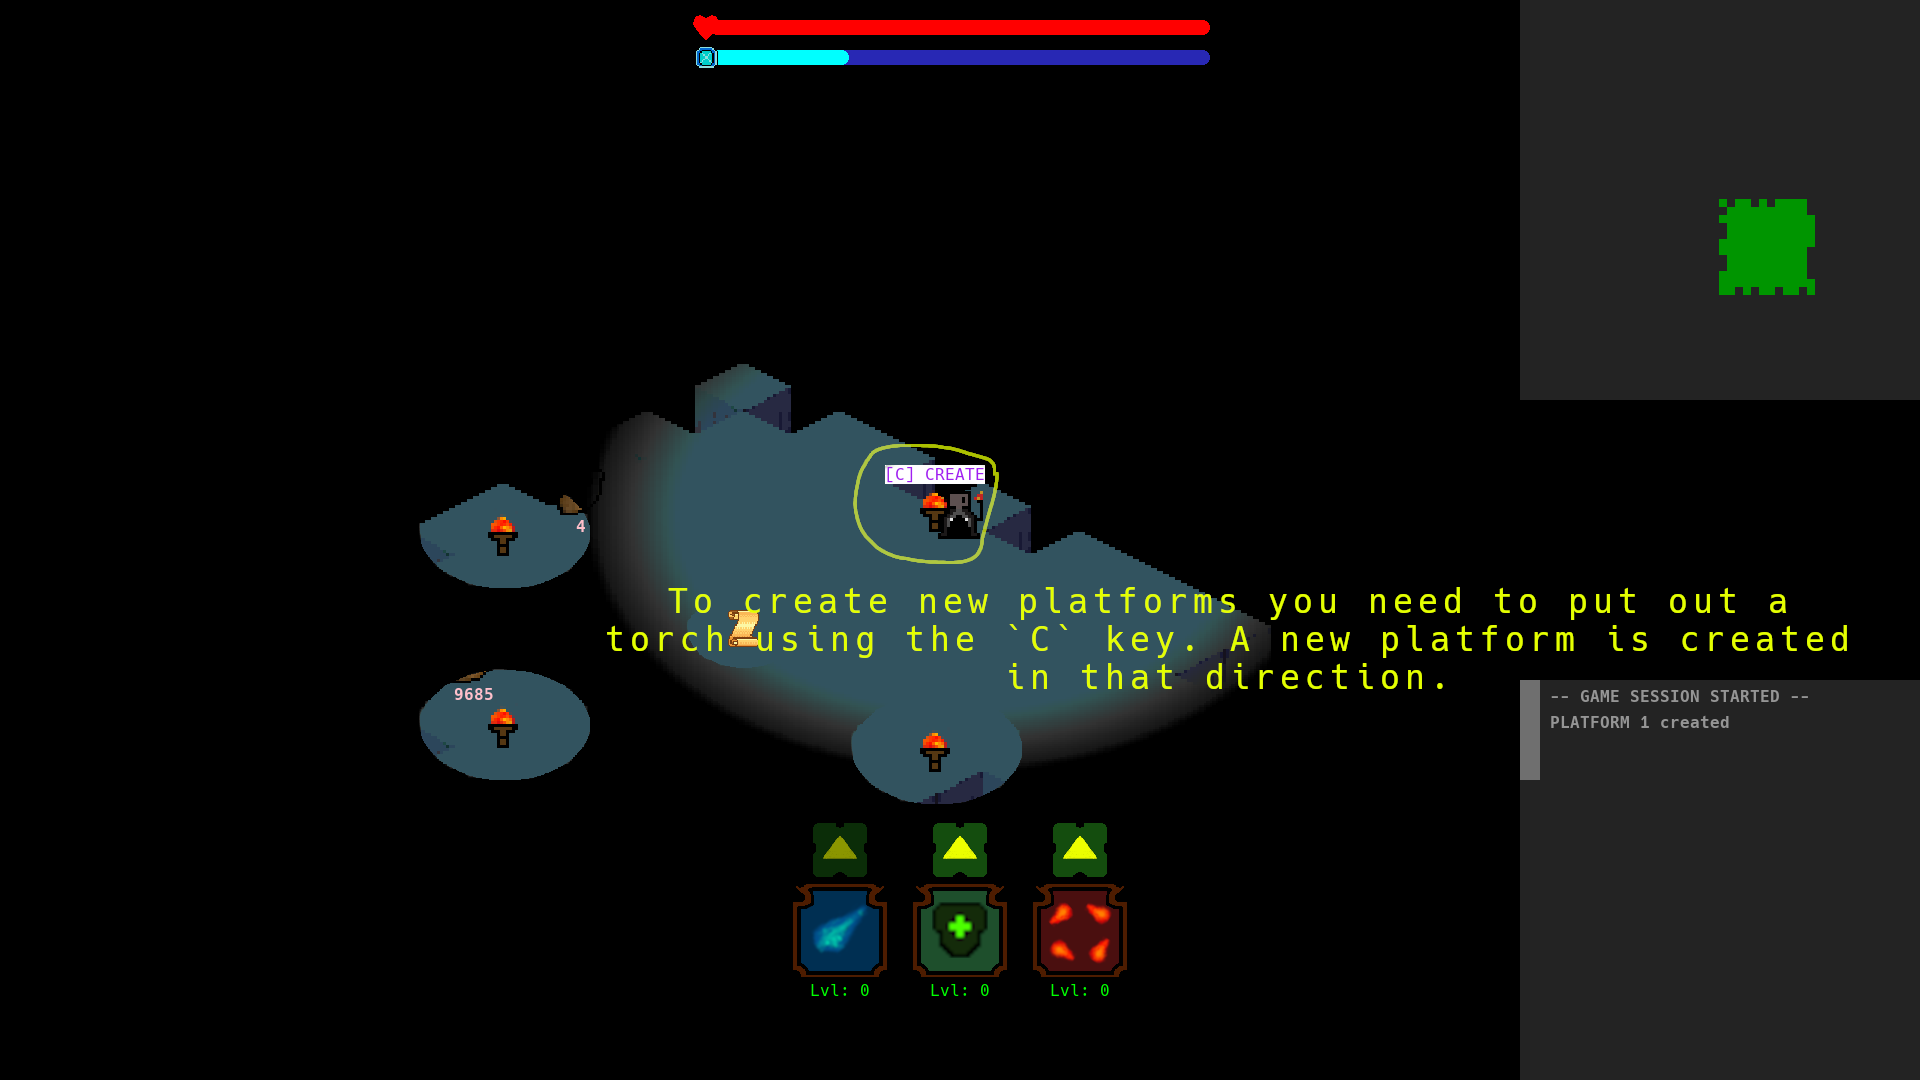 [C] CREATE
4
To create new platforms you need to put out a
torch using the `C` key. A new platform is created
in that direction.
9685
-- GAME SESSION STARTED --
PLATFORM 1 created
Lvl: 0
Lvl: 0
Lvl: 0